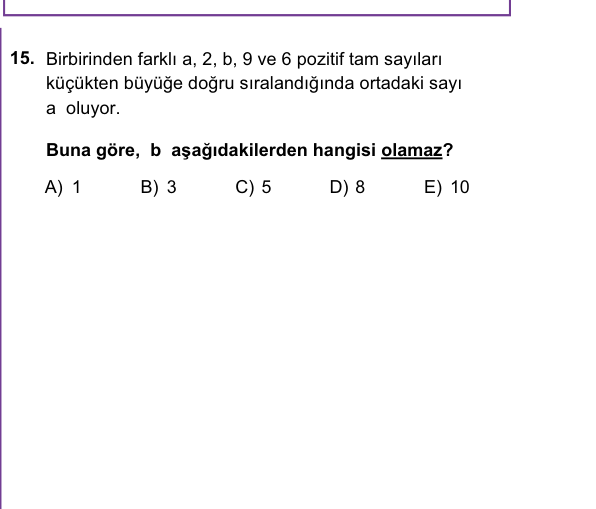 15. Birbirinden farklı a, 2, b, 9 ve 6 pozitif tam sayıları
küçükten büyüğe doğru sıralandığında ortadaki sayı
a oluyor.
Buna göre, b aşağıdakilerden hangisi olamaz?
A) 1 B) 3 C) 5 D) 8 E) 10